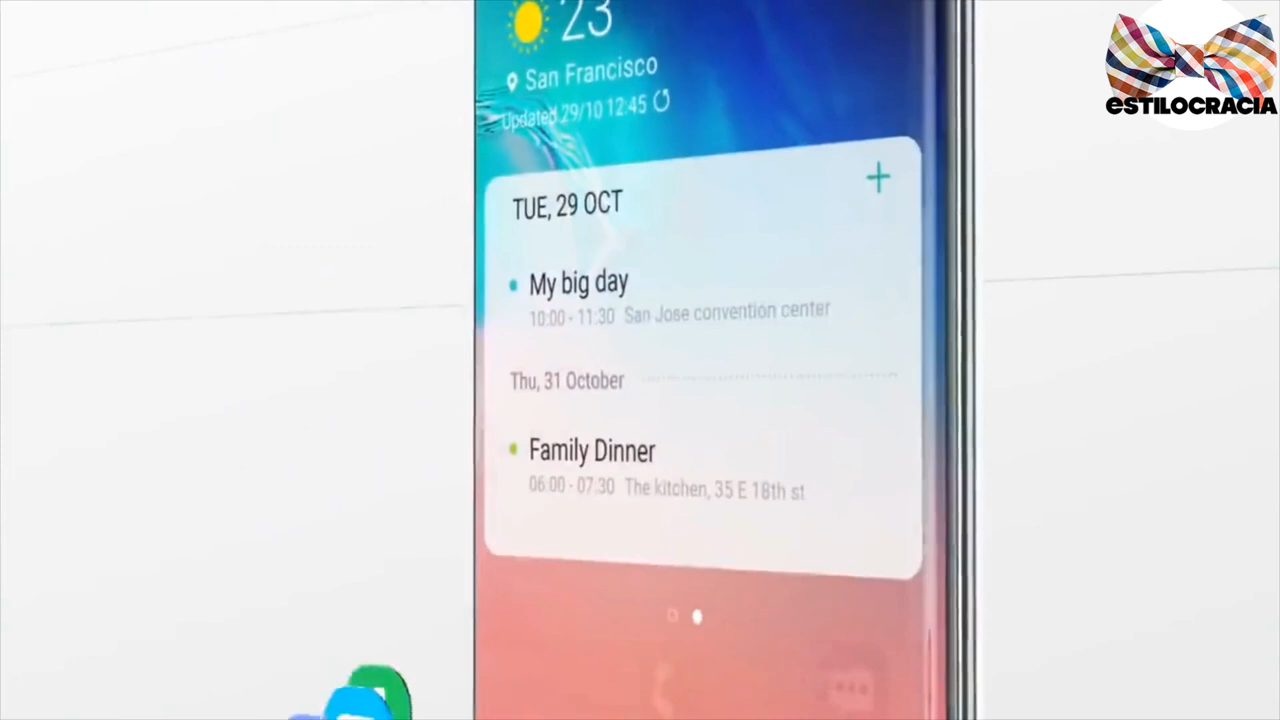 23
San Francisco
Updated 29/10 12:45
ESTILOCRACIA
TUE, 29 OCT
My big day
10:00 - 11:30 San Jose convention center
Thu, 31 October
Family Dinner
06.00 - 07.30 The kitchen, 35 E 18th st